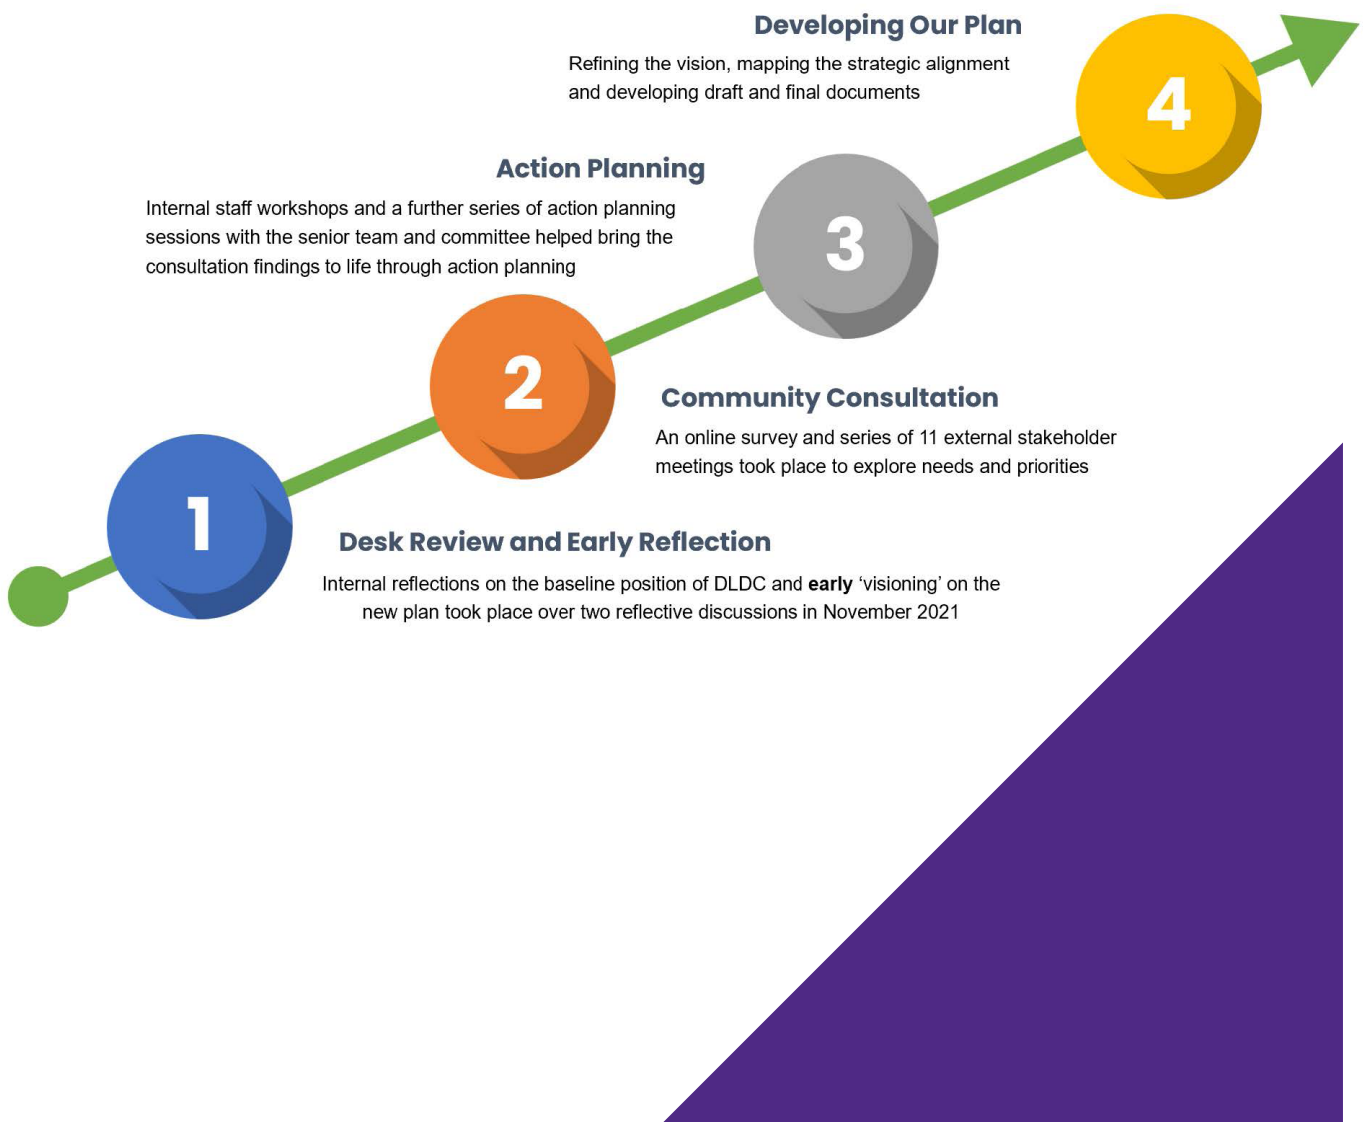 Developing Our Plan
Refining the vision, mapping the strategic alignment
and developing draft and final documents
4
Action Planning
Internal staff workshops and a further series of action planning
sessions with the senior team and committee helped bring the
consultation findings to life through action planning
3
2
Community Consultation
An online survey and series of 11 external stakeholder
meetings took place to explore needs and priorities
1
Desk Review and Early Reflection
Internal reflections on the baseline position of DLDC and early ‘visioning’ on the
new plan took place over two reflective discussions in November 2021